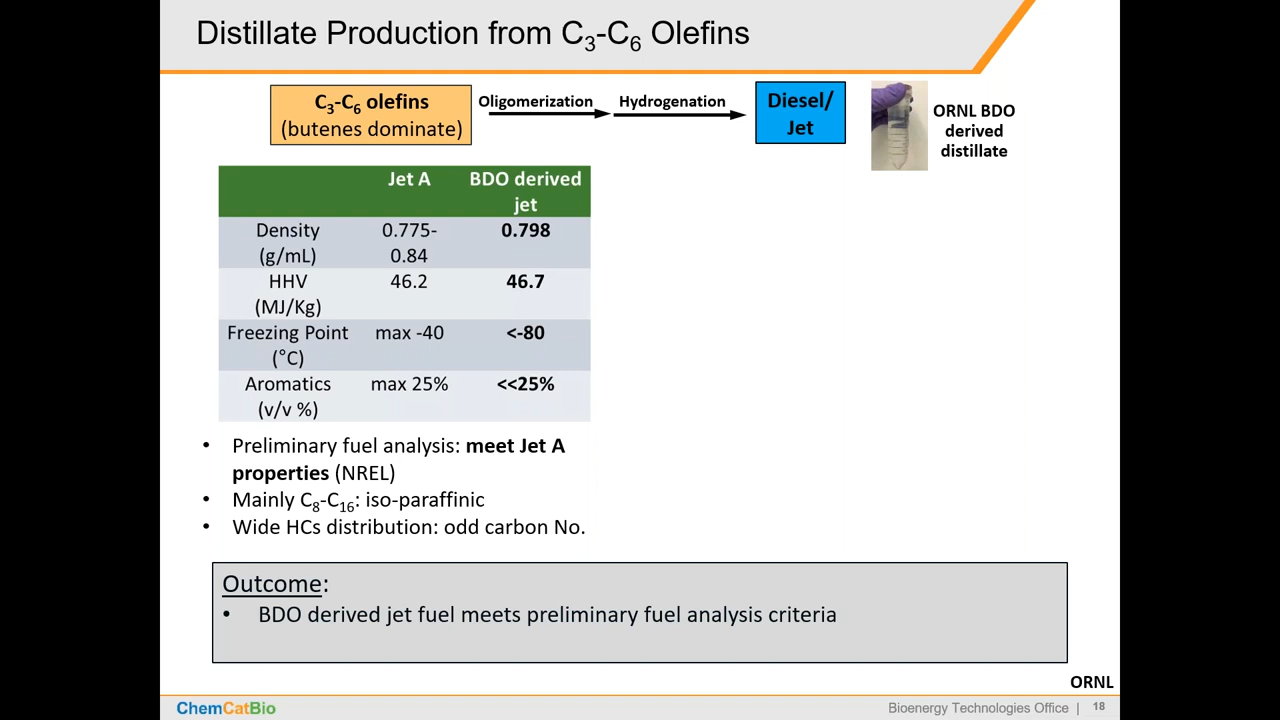 Distillate Production from C₃-C₆ Olefins
C₃-C₆ olefins
(butenes dominate)
Oligomerization
Hydrogenation
Diesel/
Jet
ORNL BDO
derived
distillate
Jet A
BDO derived
jet
Density
(g/mL)
0.775-
0.84
0.798
HHV
(MJ/Kg)
46.2
46.7
Freezing Point
(°C)
max -40
<-80
Aromatics
(v/v %)
max 25%
<<25%
• Preliminary fuel analysis: meet Jet A
properties (NREL)
• Mainly C₈-C₁₆: iso-paraffinic
• Wide HCs distribution: odd carbon No.
Outcome:
• BDO derived jet fuel meets preliminary fuel analysis criteria
ORNL
ChemCatBio
Bioenergy Technologies Office | 18